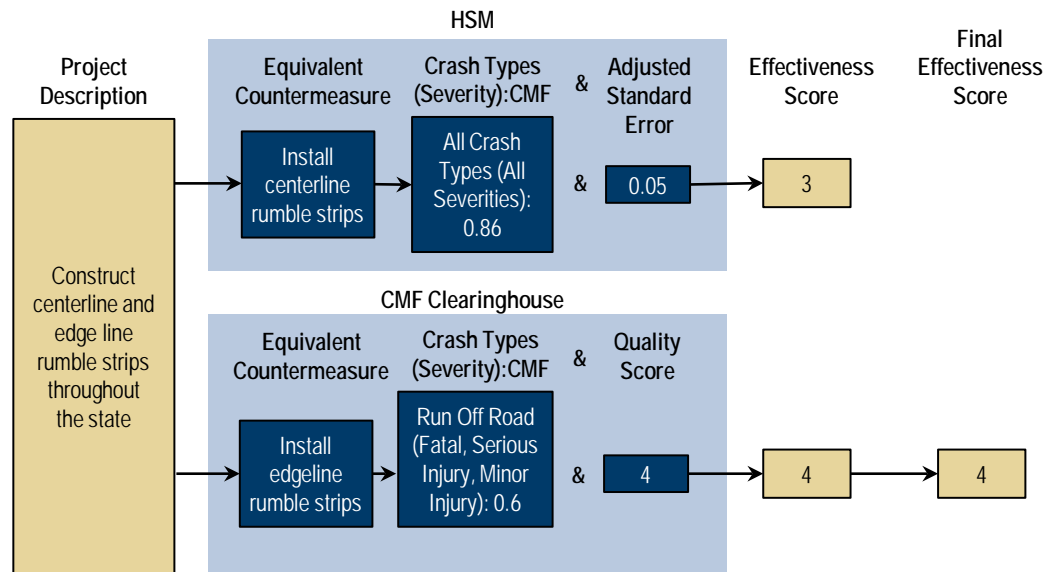 HSM
Project
Description
Equivalent
Countermeasure
Crash Types
(Severity):CMF
&
Adjusted
Standard
Error
Effectiveness
Score
Final
Effectiveness
Score
Install
centerline
rumble strips
All Crash
Types (All
Severities):
0.86
&
0.05
3
Construct
centerline and
edge line
rumble strips
throughout
the state
CMF Clearinghouse
Equivalent
Countermeasure
Crash Types
(Severity):CMF
&
Quality
Score
Install
edgeline
rumble strips
Run Off Road
(Fatal, Serious
Injury, Minor
Injury): 0.6
&
4
4
4